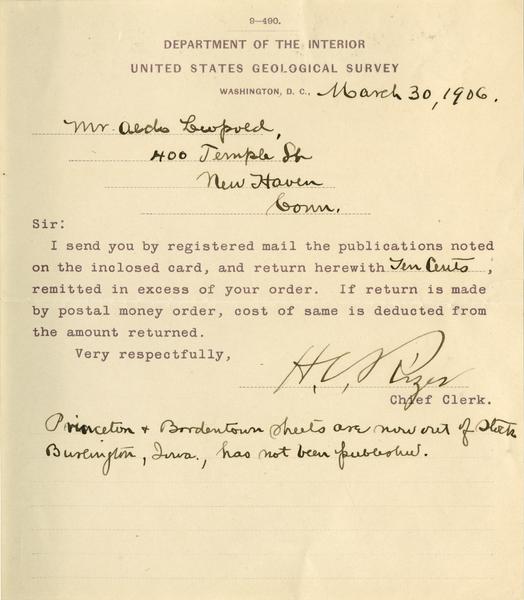 9—490.
DEPARTMENT OF THE INTERIOR
UNITED STATES GEOLOGICAL SURVEY
WASHINGTON, D. C., March 30, 1906.
Mr. Aldo Leopold,
400 Temple St
New Haven
Conn.
Sir:
I send you by registered mail the publications noted
on the inclosed card, and return herewith Ten Cents,
remitted in excess of your order. If return is made
by postal money order, cost of same is deducted from
the amount returned.
Very respectfully,
H. C. Rizer
Chief Clerk.
Princeton & Bordentown sheets are now out of Stock
Burlington, Iowa., has not been published.